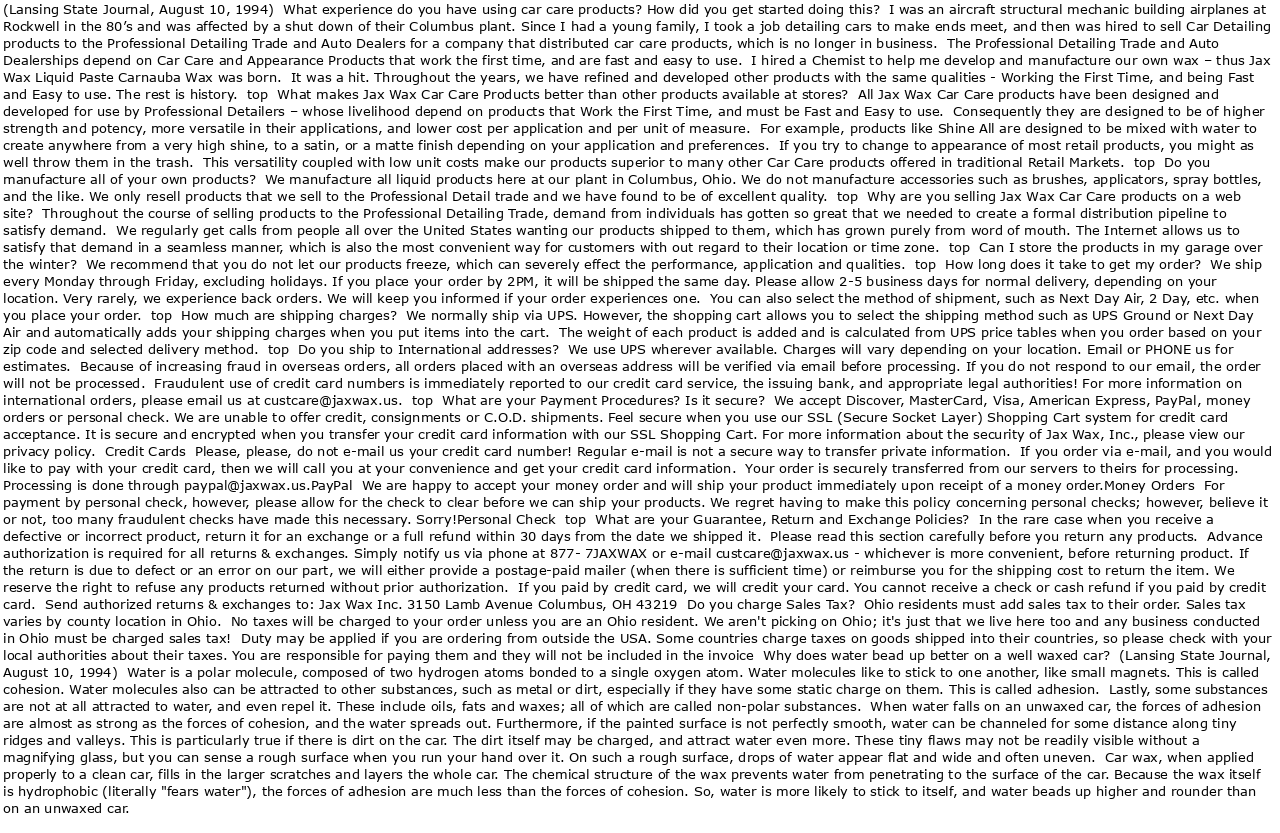 (Lansing State Journal, August 10, 1994)  What experience do you have using car care products? How did you get started doing this?  I was an aircraft structural mechanic building airplanes at
Rockwell in the 80’s and was affected by a shut down of their Columbus plant. Since I had a young family, I took a job detailing cars to make ends meet, and then was hired to sell Car Detailing
products to the Professional Detailing Trade and Auto Dealers for a company that distributed car care products, which is no longer in business.  The Professional Detailing Trade and Auto
Dealerships depend on Car Care and Appearance Products that work the first time, and are fast and easy to use.  I hired a Chemist to help me develop and manufacture our own wax – thus Jax
Wax Liquid Paste Carnauba Wax was born.  It was a hit. Throughout the years, we have refined and developed other products with the same qualities - Working the First Time, and being Fast
and Easy to use. The rest is history.  top  What makes Jax Wax Car Care Products better than other products available at stores?  All Jax Wax Car Care products have been designed and
developed for use by Professional Detailers – whose livelihood depend on products that Work the First Time, and must be Fast and Easy to use.  Consequently they are designed to be of higher
strength and potency, more versatile in their applications, and lower cost per application and per unit of measure.  For example, products like Shine All are designed to be mixed with water to
create anywhere from a very high shine, to a satin, or a matte finish depending on your application and preferences.  If you try to change to appearance of most retail products, you might as
well throw them in the trash.  This versatility coupled with low unit costs make our products superior to many other Car Care products offered in traditional Retail Markets.  top  Do you
manufacture all of your own products?  We manufacture all liquid products here at our plant in Columbus, Ohio. We do not manufacture accessories such as brushes, applicators, spray bottles,
and the like. We only resell products that we sell to the Professional Detail trade and we have found to be of excellent quality.  top  Why are you selling Jax Wax Car Care products on a web
site?  Throughout the course of selling products to the Professional Detailing Trade, demand from individuals has gotten so great that we needed to create a formal distribution pipeline to
satisfy demand.  We regularly get calls from people all over the United States wanting our products shipped to them, which has grown purely from word of mouth. The Internet allows us to
satisfy that demand in a seamless manner, which is also the most convenient way for customers with out regard to their location or time zone.  top  Can I store the products in my garage over
the winter?  We recommend that you do not let our products freeze, which can severely effect the performance, application and qualities.  top  How long does it take to get my order?  We ship
every Monday through Friday, excluding holidays. If you place your order by 2PM, it will be shipped the same day. Please allow 2-5 business days for normal delivery, depending on your
location. Very rarely, we experience back orders. We will keep you informed if your order experiences one.  You can also select the method of shipment, such as Next Day Air, 2 Day, etc. when
you place your order.  top  How much are shipping charges?  We normally ship via UPS. However, the shopping cart allows you to select the shipping method such as UPS Ground or Next Day
Air and automatically adds your shipping charges when you put items into the cart.  The weight of each product is added and is calculated from UPS price tables when you order based on your
zip code and selected delivery method.  top  Do you ship to International addresses?  We use UPS wherever available. Charges will vary depending on your location. Email or PHONE us for
estimates.  Because of increasing fraud in overseas orders, all orders placed with an overseas address will be verified via email before processing. If you do not respond to our email, the order
will not be processed.  Fraudulent use of credit card numbers is immediately reported to our credit card service, the issuing bank, and appropriate legal authorities! For more information on
international orders, please email us at custcare@jaxwax.us.  top  What are your Payment Procedures? Is it secure?  We accept Discover, MasterCard, Visa, American Express, PayPal, money
orders or personal check. We are unable to offer credit, consignments or C.O.D. shipments. Feel secure when you use our SSL (Secure Socket Layer) Shopping Cart system for credit card
acceptance. It is secure and encrypted when you transfer your credit card information with our SSL Shopping Cart. For more information about the security of Jax Wax, Inc., please view our
privacy policy.  Credit Cards  Please, please, do not e-mail us your credit card number! Regular e-mail is not a secure way to transfer private information.  If you order via e-mail, and you would
like to pay with your credit card, then we will call you at your convenience and get your credit card information.  Your order is securely transferred from our servers to theirs for processing.
Processing is done through paypal@jaxwax.us.PayPal  We are happy to accept your money order and will ship your product immediately upon receipt of a money order.Money Orders  For
payment by personal check, however, please allow for the check to clear before we can ship your products. We regret having to make this policy concerning personal checks; however, believe it
or not, too many fraudulent checks have made this necessary. Sorry!Personal Check  top  What are your Guarantee, Return and Exchange Policies?  In the rare case when you receive a
defective or incorrect product, return it for an exchange or a full refund within 30 days from the date we shipped it.  Please read this section carefully before you return any products.  Advance
authorization is required for all returns & exchanges. Simply notify us via phone at 877- 7JAXWAX or e-mail custcare@jaxwax.us - whichever is more convenient, before returning product. If
the return is due to defect or an error on our part, we will either provide a postage-paid mailer (when there is sufficient time) or reimburse you for the shipping cost to return the item. We
reserve the right to refuse any products returned without prior authorization.  If you paid by credit card, we will credit your card. You cannot receive a check or cash refund if you paid by credit
card.  Send authorized returns & exchanges to: Jax Wax Inc. 3150 Lamb Avenue Columbus, OH 43219  Do you charge Sales Tax?  Ohio residents must add sales tax to their order. Sales tax
varies by county location in Ohio.  No taxes will be charged to your order unless you are an Ohio resident. We aren't picking on Ohio; it's just that we live here too and any business conducted
in Ohio must be charged sales tax!  Duty may be applied if you are ordering from outside the USA. Some countries charge taxes on goods shipped into their countries, so please check with your
local authorities about their taxes. You are responsible for paying them and they will not be included in the invoice  Why does water bead up better on a well waxed car?  (Lansing State Journal,
August 10, 1994)  Water is a polar molecule, composed of two hydrogen atoms bonded to a single oxygen atom. Water molecules like to stick to one another, like small magnets. This is called
cohesion. Water molecules also can be attracted to other substances, such as metal or dirt, especially if they have some static charge on them. This is called adhesion.  Lastly, some substances
are not at all attracted to water, and even repel it. These include oils, fats and waxes; all of which are called non-polar substances.  When water falls on an unwaxed car, the forces of adhesion
are almost as strong as the forces of cohesion, and the water spreads out. Furthermore, if the painted surface is not perfectly smooth, water can be channeled for some distance along tiny
ridges and valleys. This is particularly true if there is dirt on the car. The dirt itself may be charged, and attract water even more. These tiny flaws may not be readily visible without a
magnifying glass, but you can sense a rough surface when you run your hand over it. On such a rough surface, drops of water appear flat and wide and often uneven.  Car wax, when applied
properly to a clean car, fills in the larger scratches and layers the whole car. The chemical structure of the wax prevents water from penetrating to the surface of the car. Because the wax itself
is hydrophobic (literally "fears water"), the forces of adhesion are much less than the forces of cohesion. So, water is more likely to stick to itself, and water beads up higher and rounder than
on an unwaxed car.